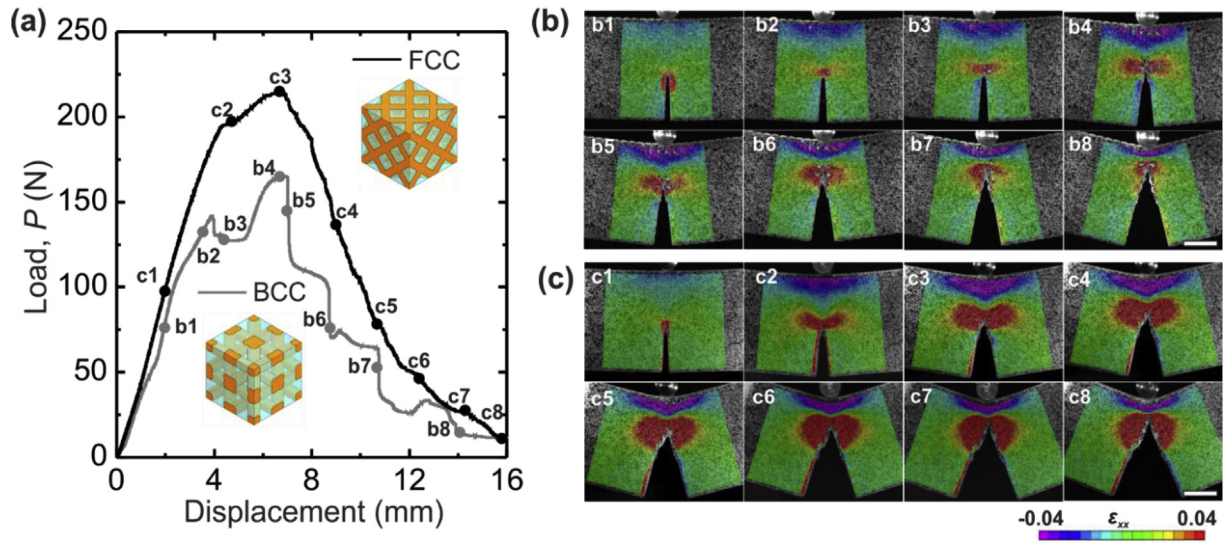 (a)
250
200
150
100
50
0
Load, P (N)
0 4 8 12 16
Displacement (mm)
FCC
BCC
c1
c2
c3
c4
c5
c6
c7
c8
b1
b2
b3
b4
b5
b6
b7
b8
(b)
b1 b2 b3 b4
b5 b6 b7 b8
(c)
c1 c2 c3 c4
c5 c6 c7 c8
-0.04 εxx 0.04